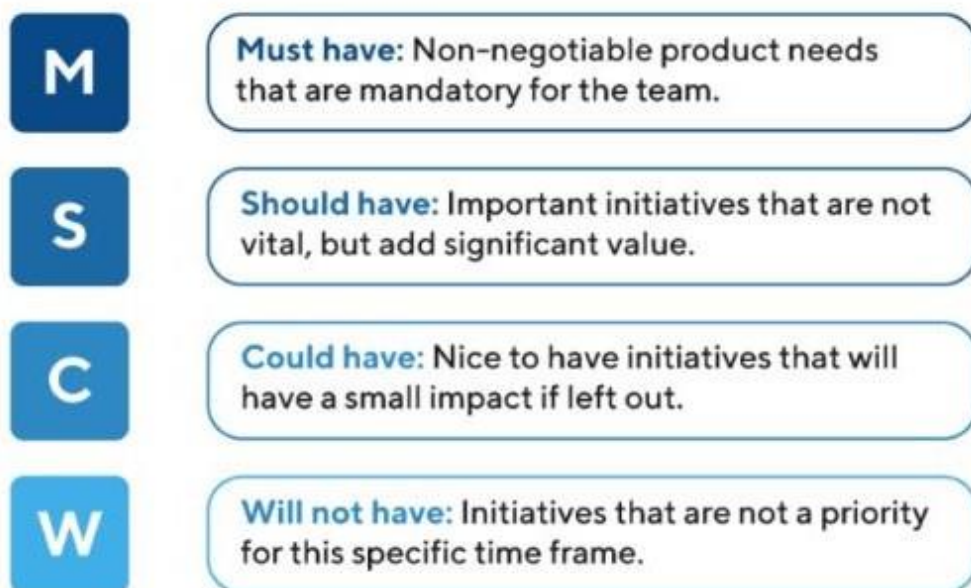 M
Must have: Non-negotiable product needs
that are mandatory for the team.
S
Should have: Important initiatives that are not
vital, but add significant value.
C
Could have: Nice to have initiatives that will
have a small impact if left out.
W
Will not have: Initiatives that are not a priority
for this specific time frame.